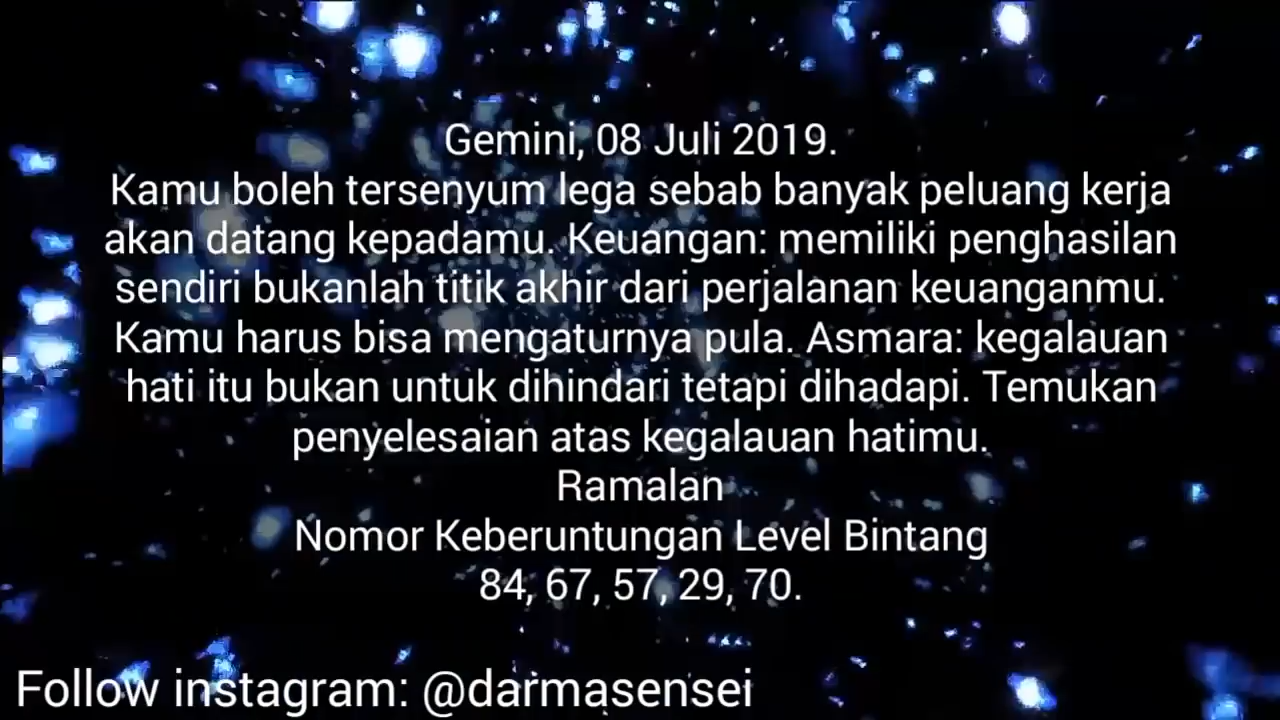 Gemini, 08 Juli 2019.
Kamu boleh tersenyum lega sebab banyak peluang kerja
akan datang kepadamu. Keuangan: memiliki penghasilan
sendiri bukanlah titik akhir dari perjalanan keuanganmu.
Kamu harus bisa mengaturnya pula. Asmara: kegalauan
hati itu bukan untuk dihindari tetapi dihadapi. Temukan
penyelesaian atas kegalauan hatimu.
Ramalan
Nomor Keberuntungan Level Bintang
84, 67, 57, 29, 70.
Follow instagram: @darmasensei